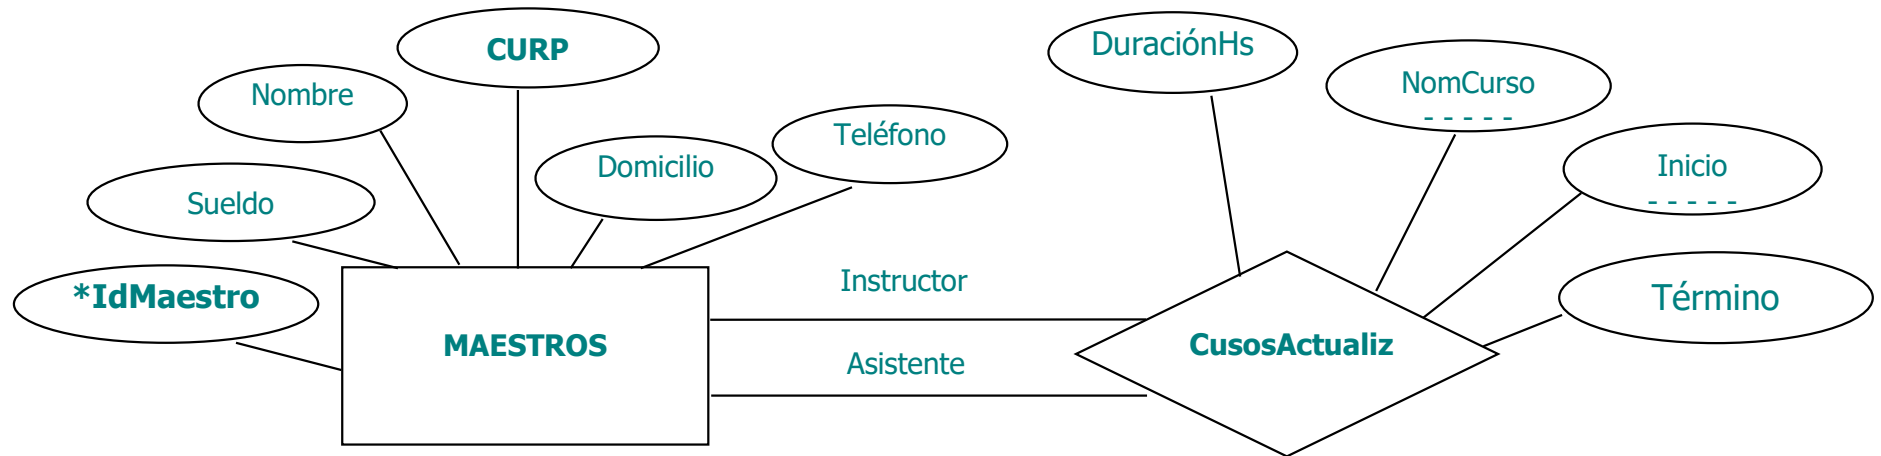 CURP
DuraciónHs
Nombre
NomCurso
- - - - -
Teléfono
Domicilio
Inicio
- - - - -
Sueldo
*IdMaestro
Instructor
Término
MAESTROS
CusosActualiz
Asistente